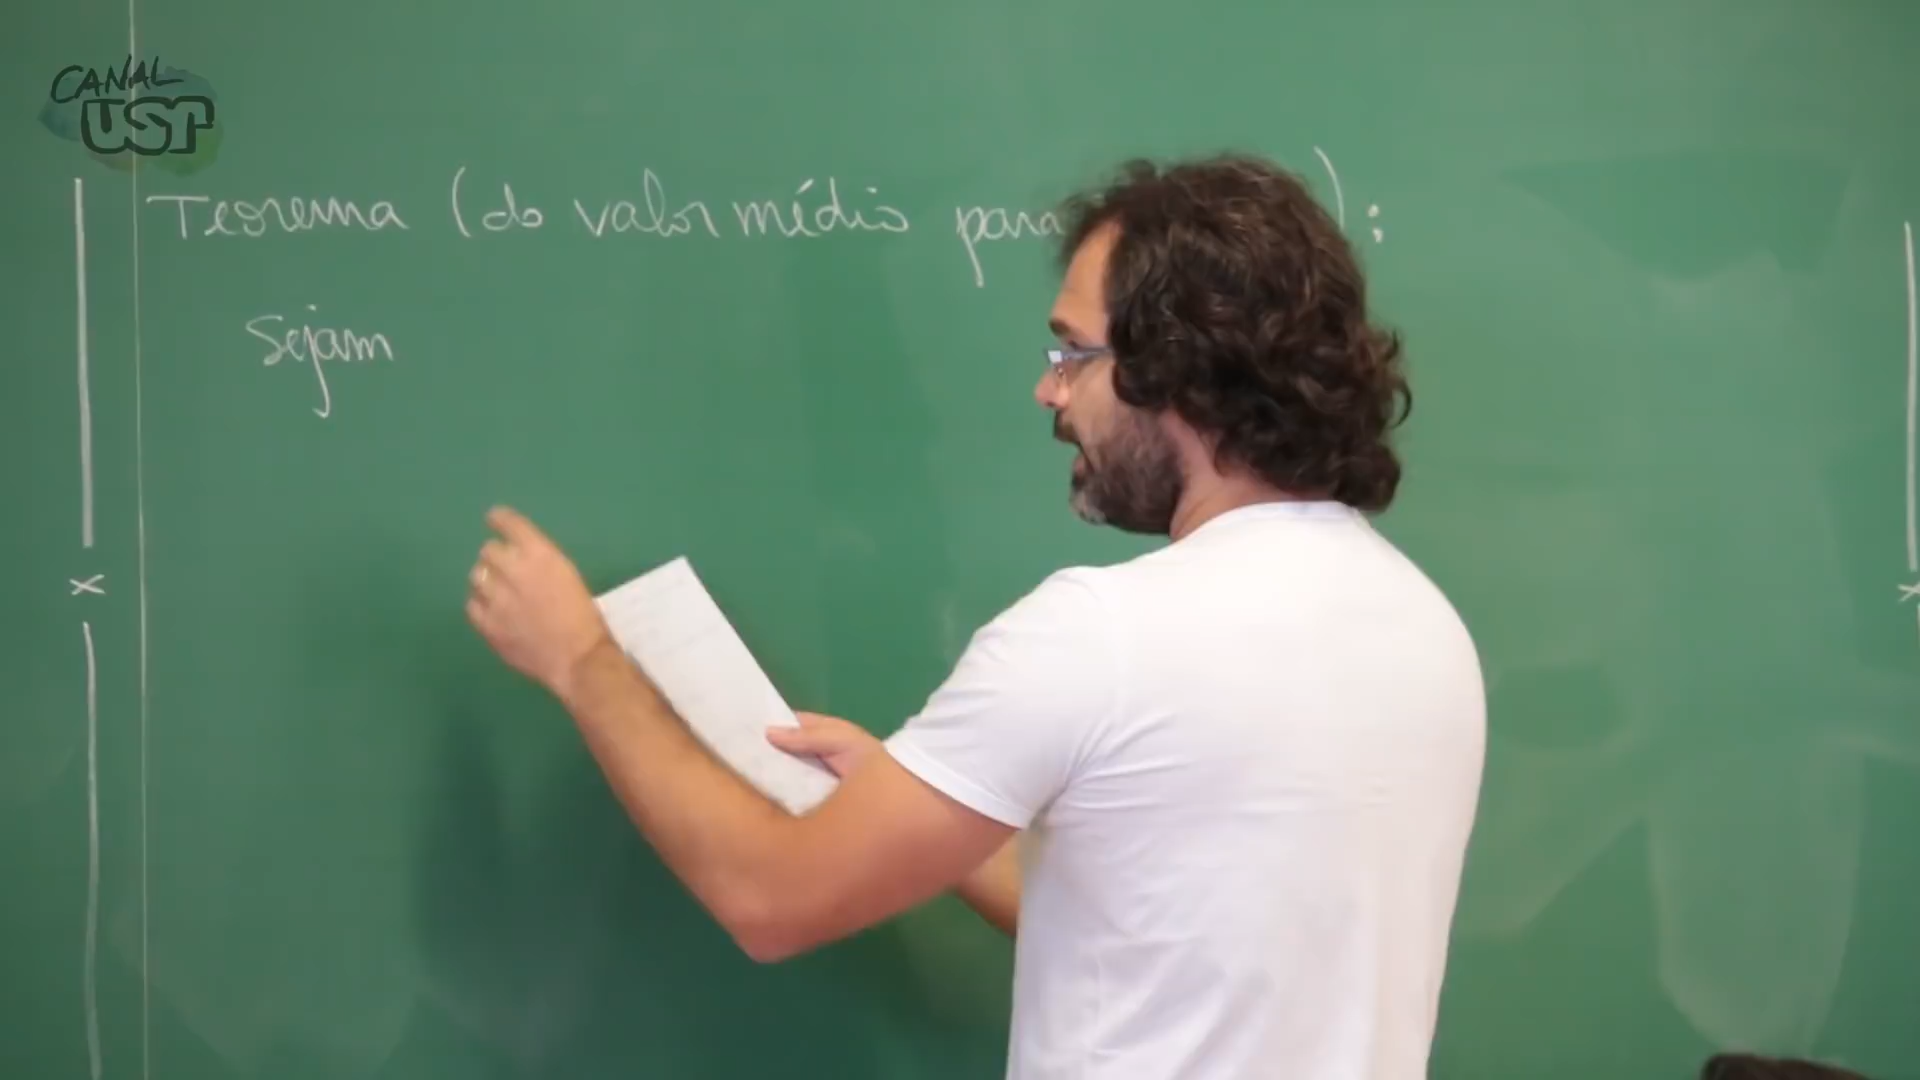 CANAL
USP
Teorema (do valor médio para ):
Sejam
x
x